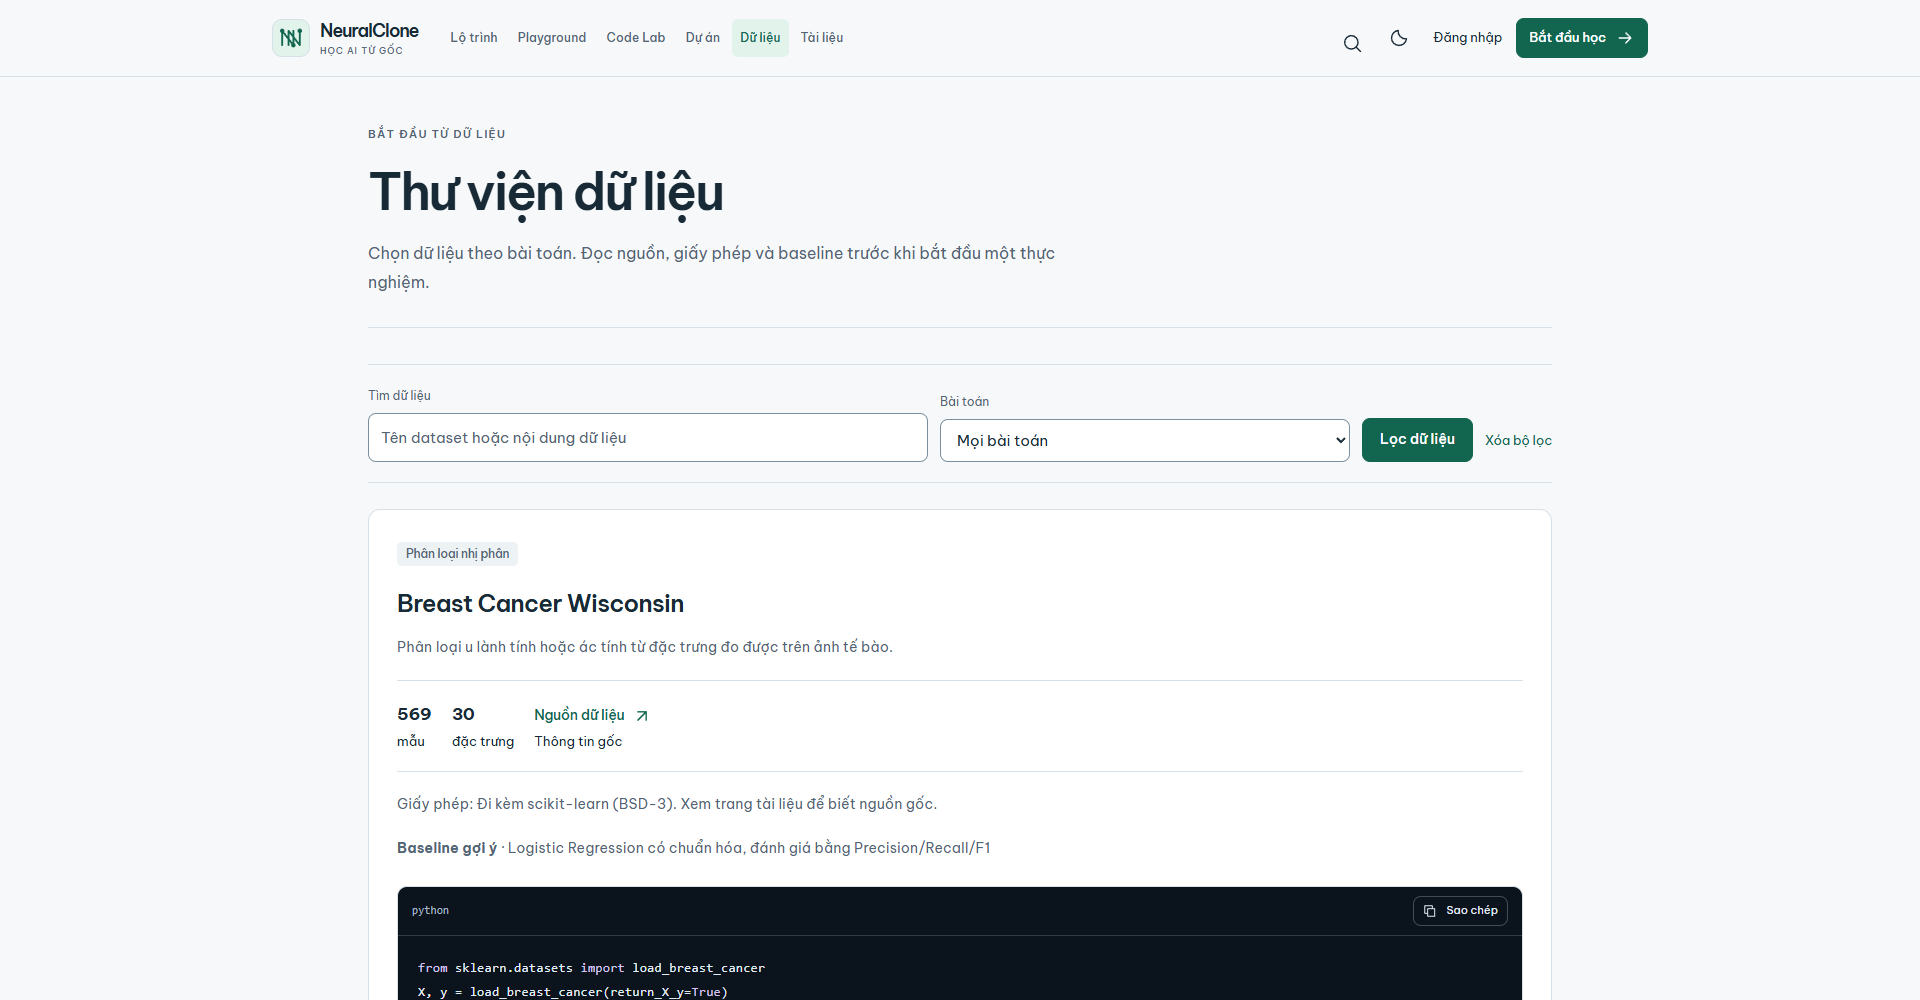 NeuralClone
HỌC AI TỪ GỐC
Lộ trình
Playground
Code Lab
Dự án
Dữ liệu
Tài liệu
Đăng nhập
Bắt đầu học
BẮT ĐẦU TỪ DỮ LIỆU
Thư viện dữ liệu
Chọn dữ liệu theo bài toán. Đọc nguồn, giấy phép và baseline trước khi bắt đầu một thực
nghiệm.
Tìm dữ liệu
Tên dataset hoặc nội dung dữ liệu
Bài toán
Mọi bài toán
Lọc dữ liệu
Xóa bộ lọc
Phân loại nhị phân
Breast Cancer Wisconsin
Phân loại u lành tính hoặc ác tính từ đặc trưng đo được trên ảnh tế bào.
569
mẫu
30
đặc trưng
Nguồn dữ liệu
Thông tin gốc
Giấy phép: Đi kèm scikit-learn (BSD-3). Xem trang tài liệu để biết nguồn gốc.
Baseline gợi ý · Logistic Regression có chuẩn hóa, đánh giá bằng Precision/Recall/F1
python
Sao chép
from sklearn.datasets import load_breast_cancer
X, y = load_breast_cancer(return_X_y=True)